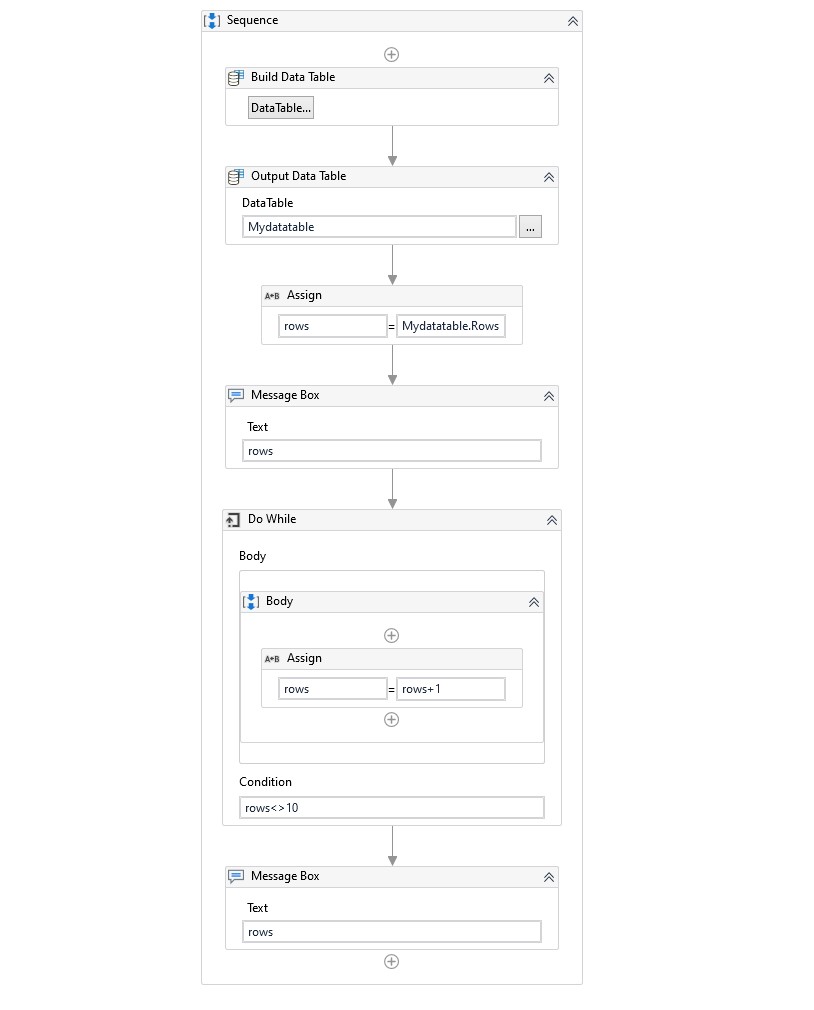 Sequence
Build Data Table
DataTable...
Output Data Table
DataTable
Mydatatable
...
A*B Assign
rows = Mydatatable.Rows
Message Box
Text
rows
Do While
Body
Body
A*B Assign
rows = rows+1
Condition
rows<>10
Message Box
Text
rows